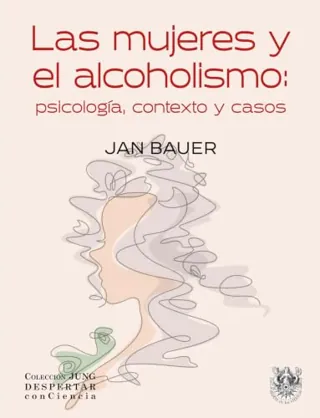 Las mujeres y
el alcoholismo:
psicología, contexto y casos
JAN BAUER
COLECCIÓN JUNG
DESPERTAR
conCiencia